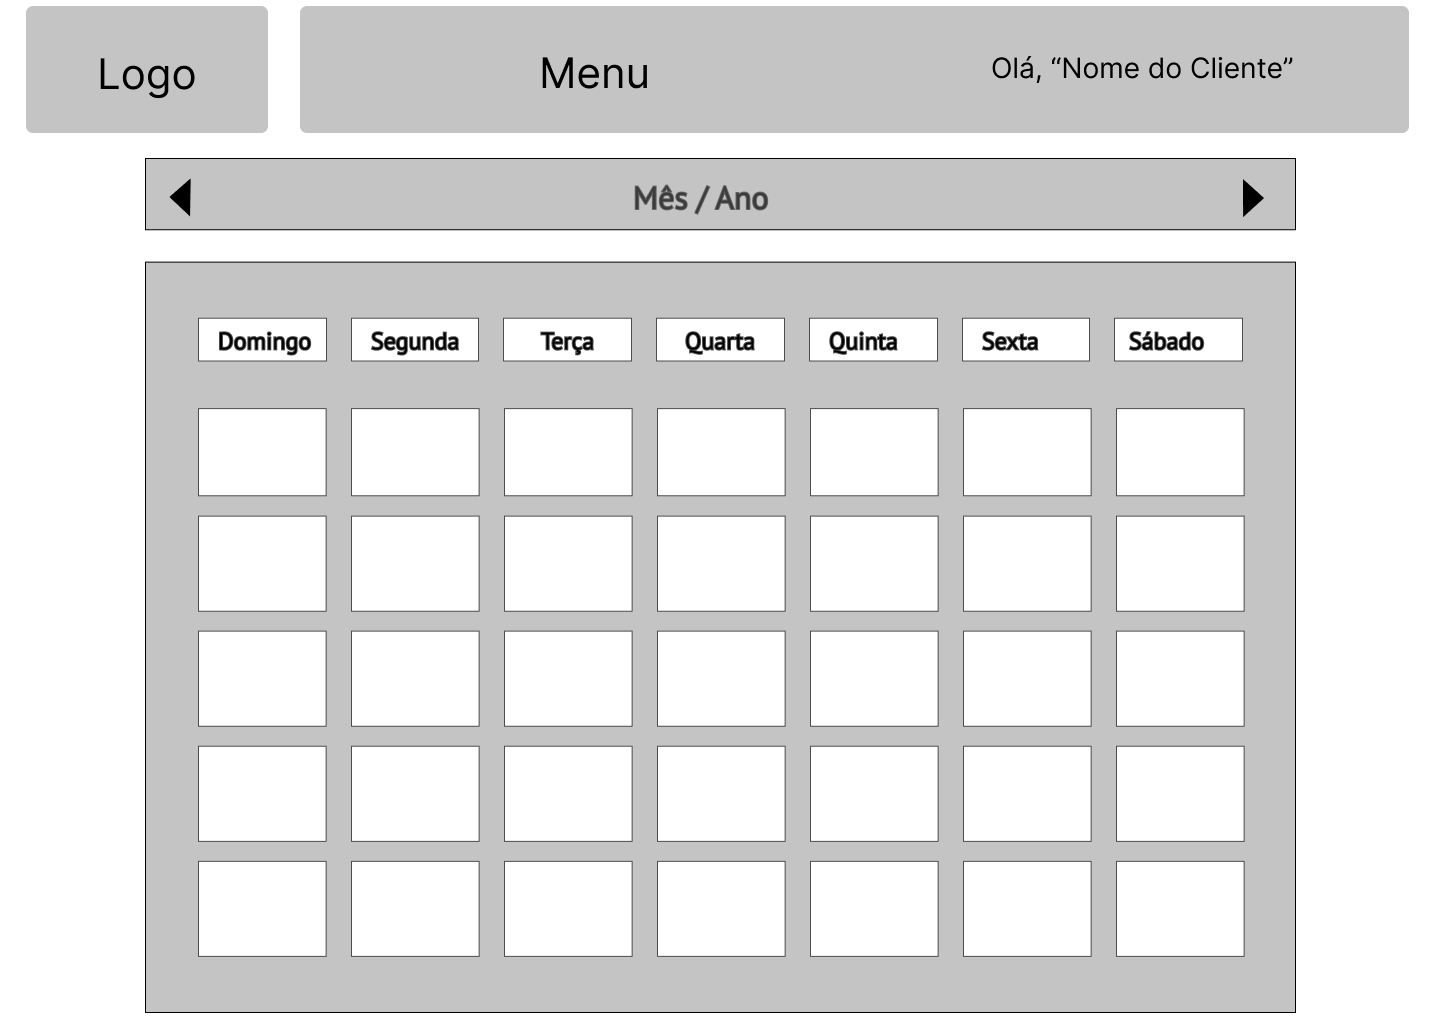 Logo
Menu
Olá, “Nome do Cliente”
Mês / Ano
Domingo
Segunda
Terça
Quarta
Quinta
Sexta
Sábado